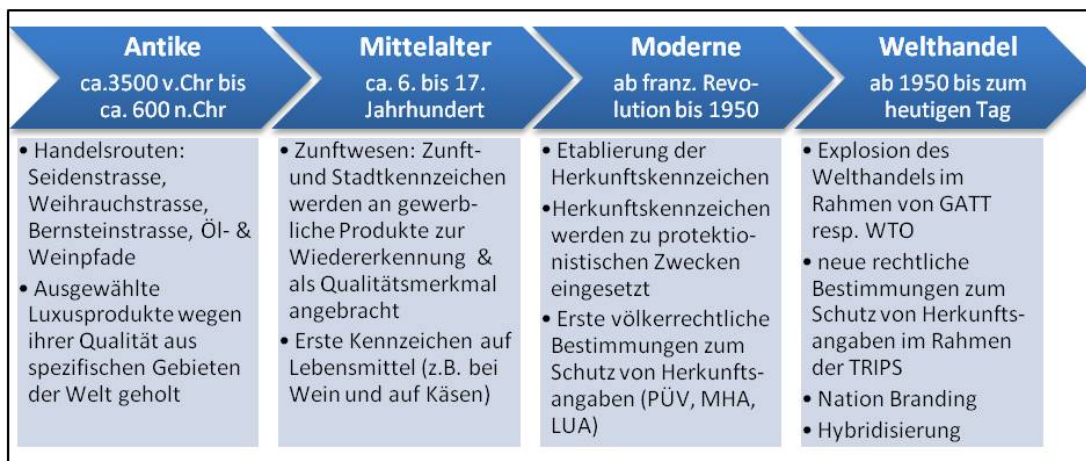 Antike
ca.3500 v.Chr bis
ca. 600 n.Chr
• Handelsrouten:
Seidenstrasse,
Weihrauchstrasse,
Bernsteinstrasse, Öl- &
Weinpfade
• Ausgewählte
Luxusprodukte wegen
ihrer Qualität aus
spezifischen Gebieten
der Welt geholt
Mittelalter
ca. 6. bis 17.
Jahrhundert
• Zunftwesen: Zunft-
und Stadtkennzeichen
werden an gewerb-
liche Produkte zur
Wiedererkennung &
als Qualitätsmerkmal
angebracht
• Erste Kennzeichen auf
Lebensmittel (z.B. bei
Wein und auf Käsen)
Moderne
ab franz. Revo-
lution bis 1950
• Etablierung der
Herkunftskennzeichen
• Herkunftskennzeichen
werden zu protektio-
nistischen Zwecken
eingesetzt
• Erste völkerrechtliche
Bestimmungen zum
Schutz von Herkunfts-
angaben (PÜV, MHA,
LUA)
Welthandel
ab 1950 bis zum
heutigen Tag
• Explosion des
Welthandels im
Rahmen von GATT
resp. WTO
• neue rechtliche
Bestimmungen zum
Schutz von Herkunfts-
angaben im Rahmen
der TRIPS
• Nation Branding
• Hybridisierung